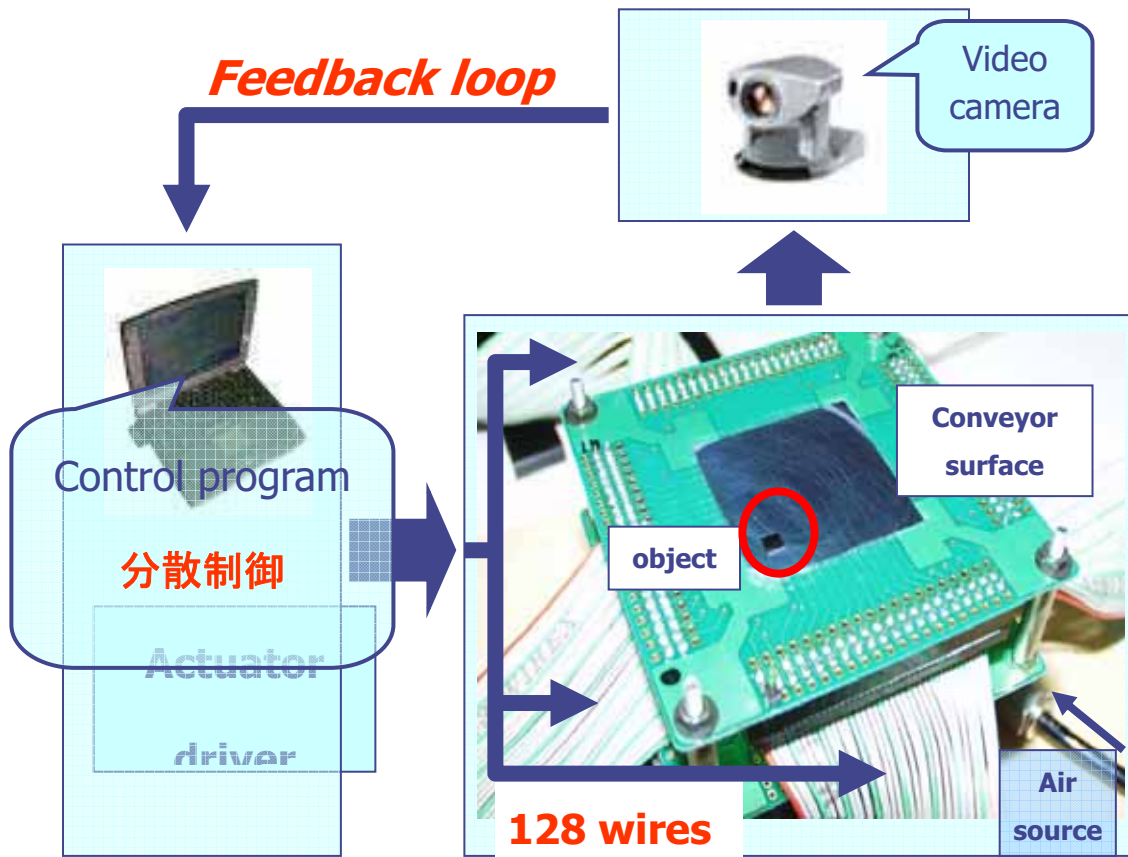 Feedback loop
Video
camera
Control program
分散制御
Actuator
driver
Conveyor
surface
object
128 wires
Air
source